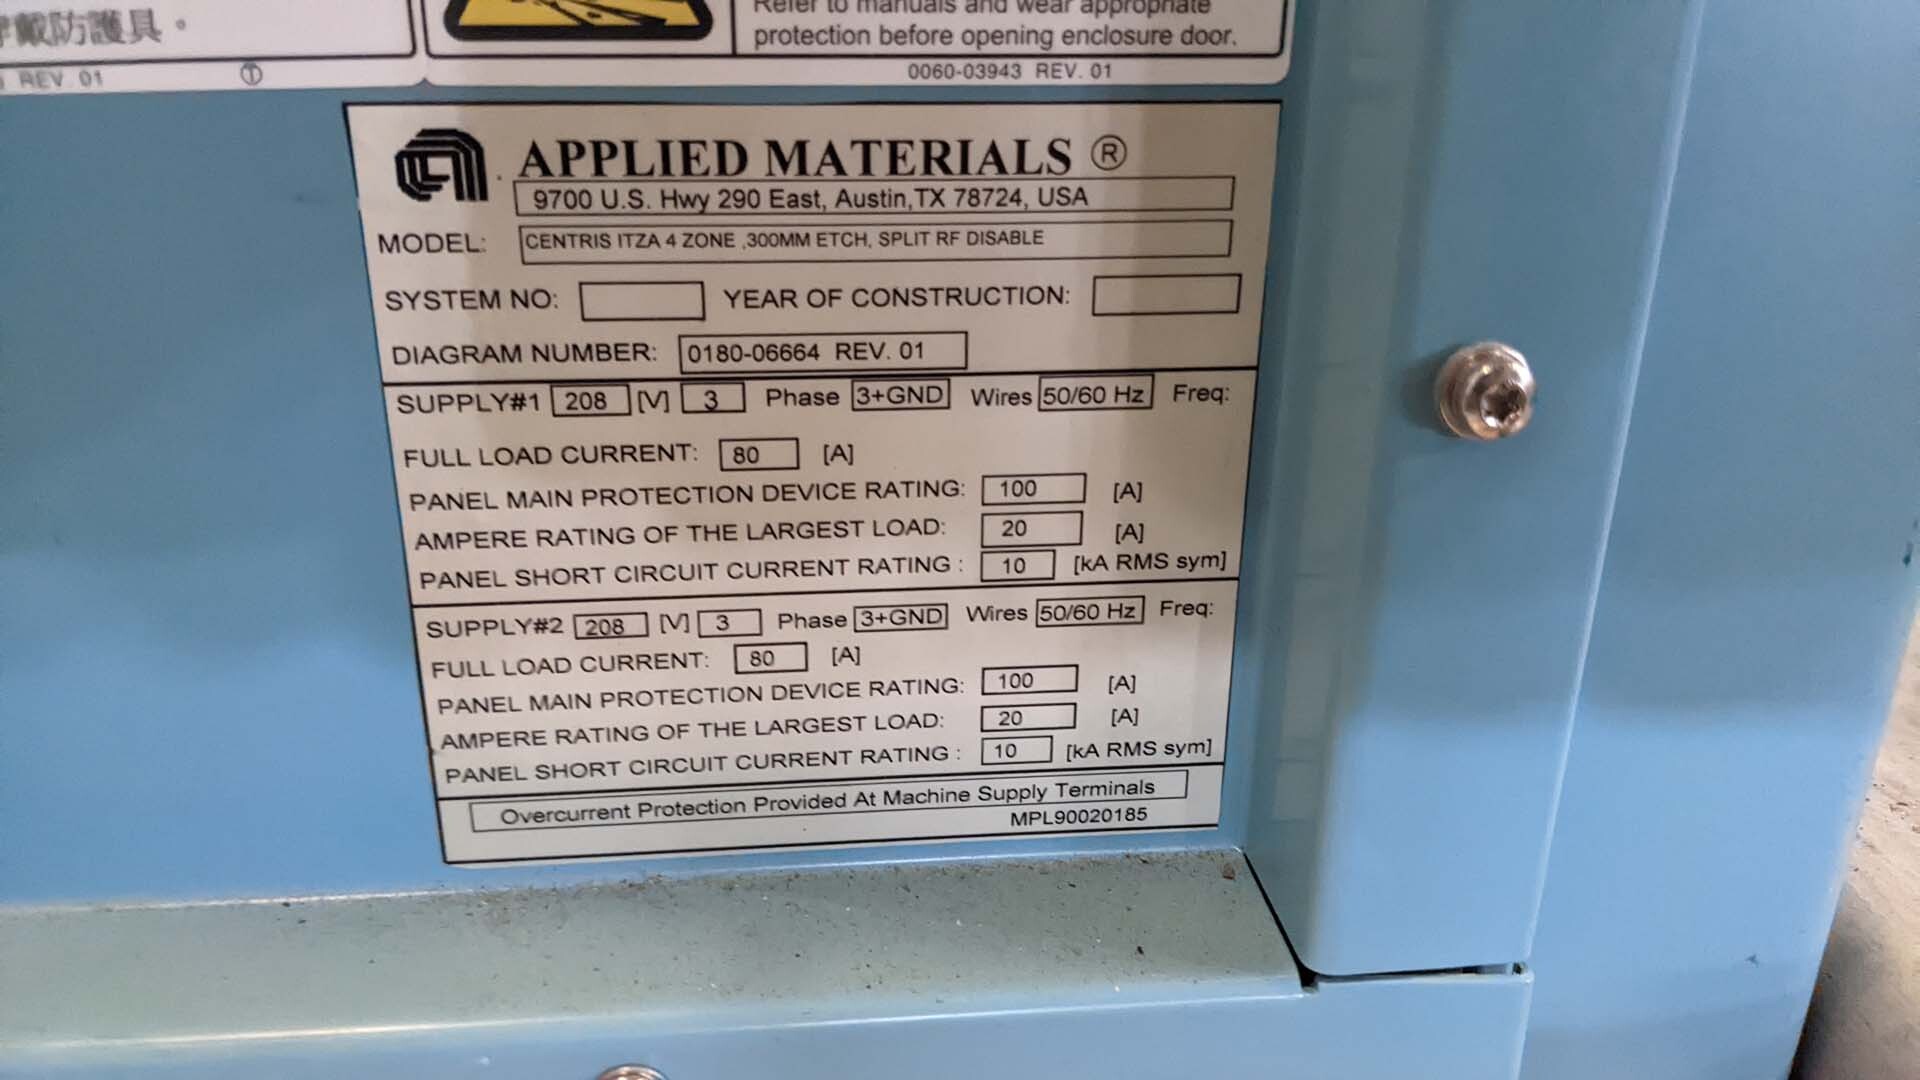 戴防護具。
REV. 01
Refer to manuals and wear appropriate
protection before opening enclosure door.
0060-03943 REV. 01
APPLIED MATERIALS ®
9700 U.S. Hwy 290 East, Austin,TX 78724, USA
MODEL: CENTRIS ITZA 4 ZONE ,300MM ETCH, SPLIT RF DISABLE
SYSTEM NO: YEAR OF CONSTRUCTION:
DIAGRAM NUMBER: 0180-06664 REV. 01
SUPPLY#1 208 [V] 3 Phase 3+GND Wires 50/60 Hz Freq:
FULL LOAD CURRENT: 80 [A]
PANEL MAIN PROTECTION DEVICE RATING: 100 [A]
AMPERE RATING OF THE LARGEST LOAD: 20 [A]
PANEL SHORT CIRCUIT CURRENT RATING : 10 [kA RMS sym]
SUPPLY#2 208 [V] 3 Phase 3+GND Wires 50/60 Hz Freq:
FULL LOAD CURRENT: 80 [A]
PANEL MAIN PROTECTION DEVICE RATING: 100 [A]
AMPERE RATING OF THE LARGEST LOAD: 20 [A]
PANEL SHORT CIRCUIT CURRENT RATING : 10 [kA RMS sym]
Overcurrent Protection Provided At Machine Supply Terminals
MPL90020185